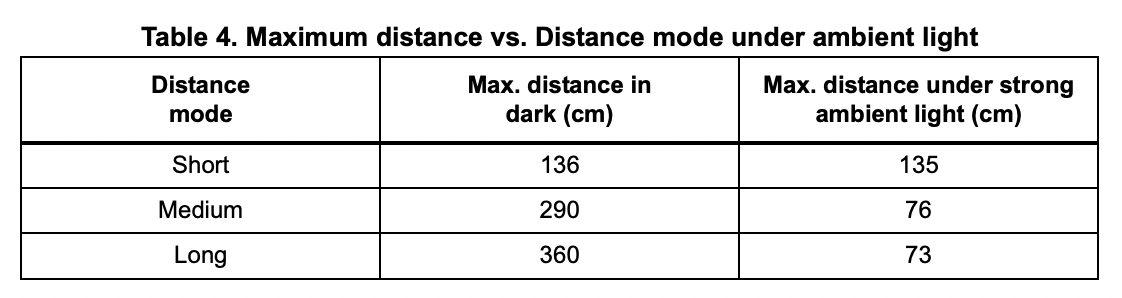 Table 4. Maximum distance vs. Distance mode under ambient light
Distance mode Max. distance in dark (cm) Max. distance under strong ambient light (cm)
Short 136 135
Medium 290 76
Long 360 73